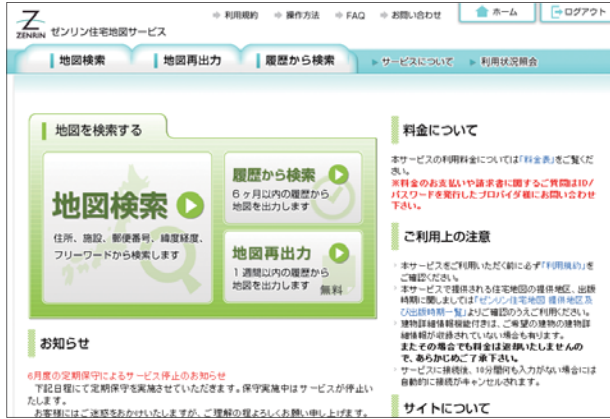 利用規約 操作方法 FAQ お問い合わせ ホーム ログアウト
ZENRIN ゼンリン住宅地図サービス
地図検索 地図再出力 履歴から検索 サービスについて 利用状況照会
地図を検索する
地図検索
住所、施設、郵便番号、緯度経度、
フリーワードから検索します
履歴から検索
6ヶ月以内の履歴から
地図を出力します
地図再出力
1週間以内の履歴から
地図を出力します 無料
お知らせ
6月度の定期保守によるサービス停止のお知らせ
下記日程にて定期保守を実施させていただきます。保守実施中はサービスが停止い
たします。
お客様にはご迷惑をおかけいたしますが、ご理解の程よろしくお願い申し上げます。
料金について
本サービスの利用料金については「料金表」をご覧くだ
さい。
※料金のお支払いや請求書に関するご質問はID/
パスワードを発行したプロバイダ様にお問い合わせ
下さい。
ご利用上の注意
本サービスをご利用いただく前に必ず「利用規約」を
ご確認ください。
本サービスで提供される住宅地図の提供地区、出版
時期に関しましては「ゼンリン住宅地図 提供地区及
び出版時期一覧」よりご確認のうえご利用ください。
建物詳細情報機能付きは、ご希望の建物の建物詳
細情報が収録されていない場合も有ります。
またその場合でも料金は返却いたしませんの
で、あらかじめご了承下さい。
サービスに接続後、10分間何も入力がない場合には
自動的に接続がキャンセルされます。
サイトについて